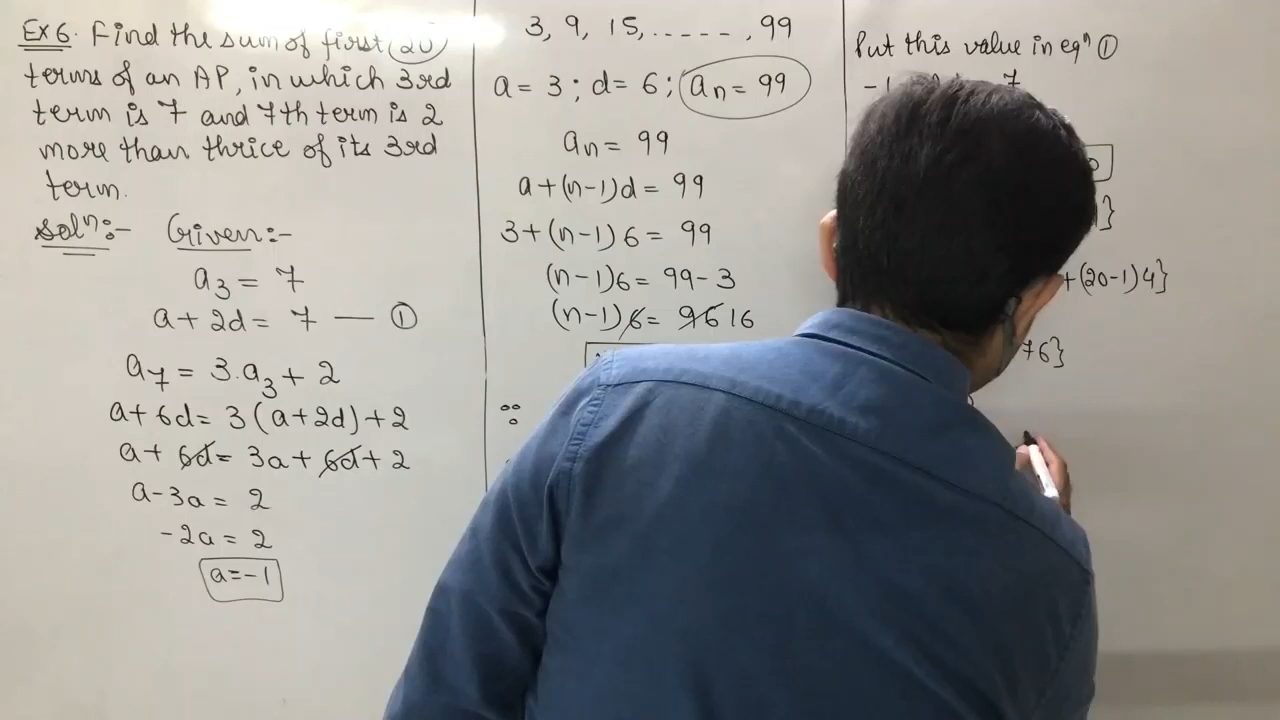 Ex 6. Find the sum of first 20
terms of an AP, in which 3rd
term is 7 and 7th term is 2
more than thrice of its 3rd
term.
Solⁿ:- Given:-
a₃ = 7
a + 2d = 7 — ①
a₇ = 3.a₃ + 2
a + 6d = 3(a + 2d) + 2
a + 6d = 3a + 6d + 2
a - 3a = 2
-2a = 2
a = -1
3, 9, 15, ....., 99
a = 3 ; d = 6 ; aₙ = 99
aₙ = 99
a + (n-1)d = 99
3 + (n-1)6 = 99
(n-1)6 = 99 - 3
(n-1)6 = 96 16
∴
Put this value in eqⁿ ①
-1 7
}
+(20-1)4}
76}